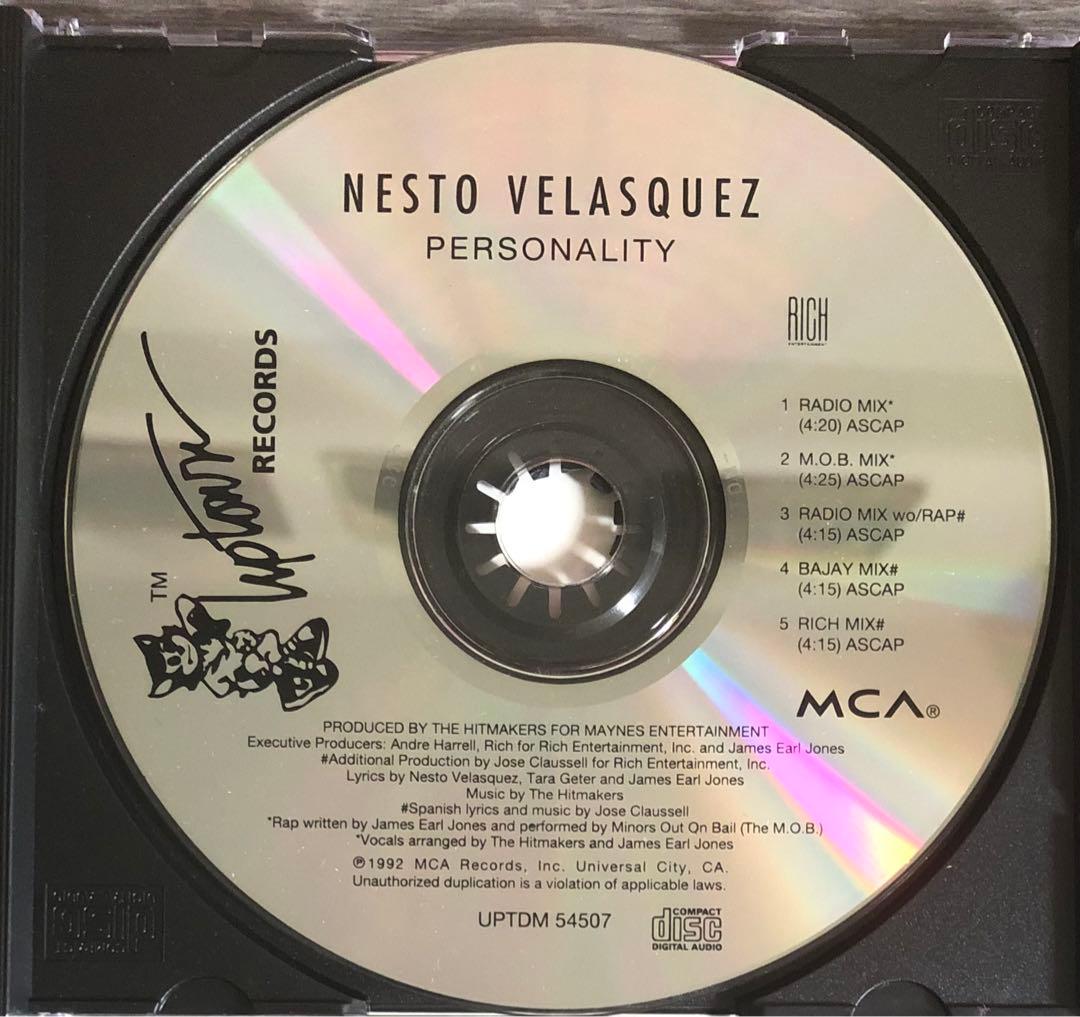 NESTO VELASQUEZ
PERSONALITY
RICH
ENTERTAINMENT
Uptown
RECORDS
TM
1 RADIO MIX*
(4:20) ASCAP
2 M.O.B. MIX*
(4:25) ASCAP
3 RADIO MIX wo/RAP#
(4:15) ASCAP
4 BAJAY MIX#
(4:15) ASCAP
5 RICH MIX#
(4:15) ASCAP
MCA®
PRODUCED BY THE HITMAKERS FOR MAYNES ENTERTAINMENT
Executive Producers: Andre Harrell, Rich for Rich Entertainment, Inc. and James Earl Jones
#Additional Production by Jose Claussell for Rich Entertainment, Inc.
Lyrics by Nesto Velasquez, Tara Geter and James Earl Jones
Music by The Hitmakers
#Spanish lyrics and music by Jose Claussell
*Rap written by James Earl Jones and performed by Minors Out On Bail (The M.O.B.)
*Vocals arranged by The Hitmakers and James Earl Jones
℗1992 MCA Records, Inc. Universal City, CA.
Unauthorized duplication is a violation of applicable laws.
UPTDM 54507
COMPACT
disc
DIGITAL AUDIO
COMPACT
disc
DIGITAL AUDIO